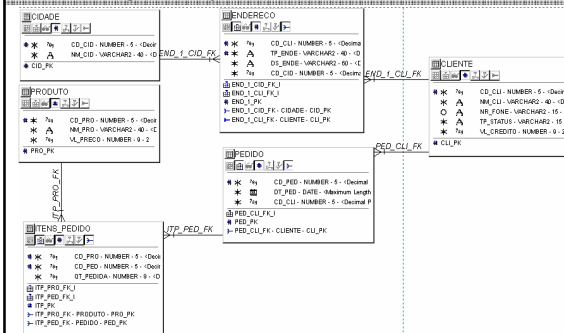 CIDADE
CD_CID - NUMBER - 5 - <Decir
NM_CID - VARCHAR2 - 40 - <D
CID_PK
END_1_CID_FK
ENDERECO
CD_CLI - NUMBER - 5 - <Decima
TP_ENDE - VARCHAR2 - 40 - <
DS_ENDE - VARCHAR2 - 60 - <D
CD_CID - NUMBER - 5 - <Decima
END_1_CID_FK_I
END_1_CLI_FK_I
END_1_PK
END_1_CID_FK - CIDADE - CID_PK
END_1_CLI_FK - CLIENTE - CLI_PK
END_1_CLI_FK
CLIENTE
CD_CLI - NUMBER - 5 - <Decir
NM_CLI - VARCHAR2 - 40 - <D
NR_FONE - VARCHAR2 - 15 -
TP_STATUS - VARCHAR2 - 15
VL_CREDITO - NUMBER - 9 - 2
CLI_PK
PRODUTO
CD_PRO - NUMBER - 5 - <Decir
NM_PRO - VARCHAR2 - 40 - <D
VL_PRECO - NUMBER - 9 - 2
PRO_PK
PED_CLI_FK
PEDIDO
CD_PED - NUMBER - 5 - <Decimal
DT_PED - DATE - <Maximum Length
CD_CLI - NUMBER - 5 - <Decimal P
PED_CLI_FK_I
PED_PK
PED_CLI_FK - CLIENTE - CLI_PK
ITP_PRO_FK
ITP_PED_FK
ITENS_PEDIDO
CD_PRO - NUMBER - 5 - <Decir
CD_PED - NUMBER - 5 - <Decir
QT_PEDIDA - NUMBER - 9 - <D
ITP_PRO_FK_I
ITP_PED_FK_I
ITP_PK
ITP_PRO_FK - PRODUTO - PRO_PK
ITP_PED_FK - PEDIDO - PED_PK